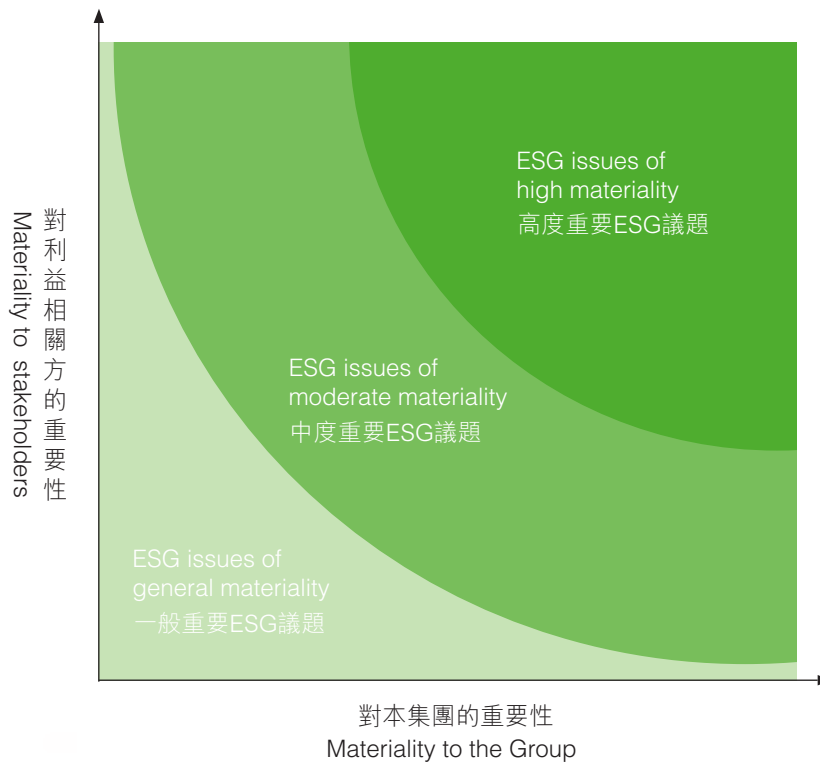 ESG issues of
high materiality
高度重要ESG議題
對利益相關方的重要性
Materiality to stakeholders
ESG issues of
moderate materiality
中度重要ESG議題
ESG issues of
general materiality
一般重要ESG議題
對本集團的重要性
Materiality to the Group